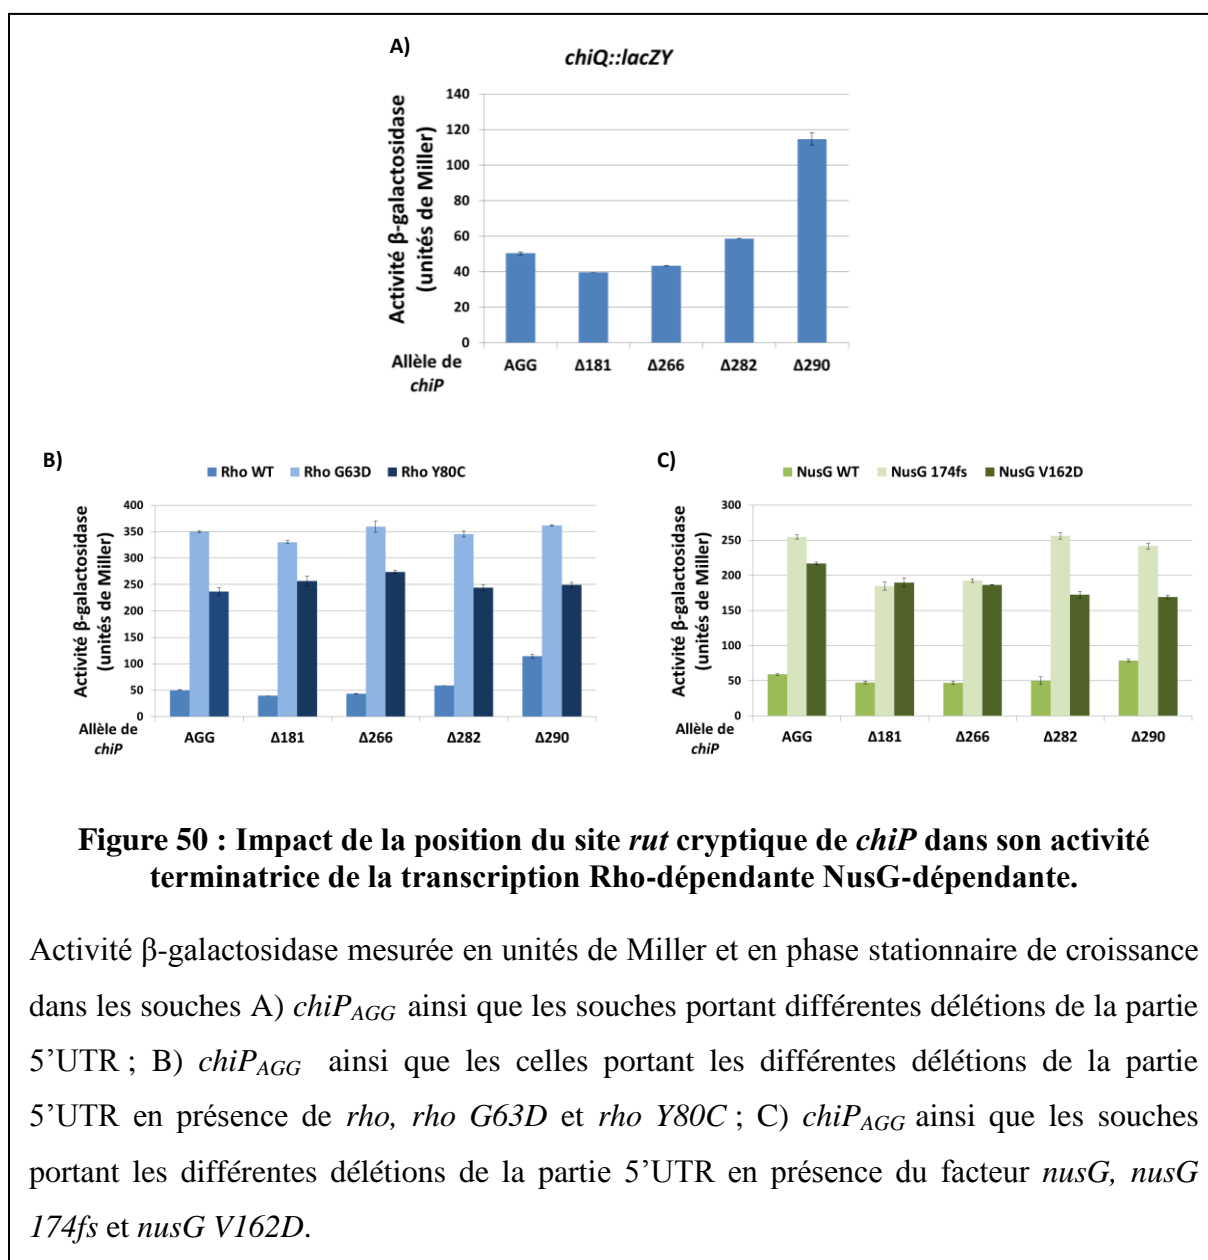 A)
chiQ::lacZY
Activité β-galactosidase
(unités de Miller)
140
120
100
80
60
40
20
0
Allèle de
chiP
AGG Δ181 Δ266 Δ282 Δ290
B)
Rho WT Rho G63D Rho Y80C
Activité β-galactosidase
(unités de Miller)
400
350
300
250
200
150
100
50
0
Allèle de
chiP
AGG Δ181 Δ266 Δ282 Δ290
C)
NusG WT NusG 174fs NusG V162D
Activité β-galactosidase
(unités de Miller)
300
250
200
150
100
50
0
Allèle de
chiP
AGG Δ181 Δ266 Δ282 Δ290
Figure 50 : Impact de la position du site rut cryptique de chiP dans son activité
terminatrice de la transcription Rho-dépendante NusG-dépendante.
Activité β-galactosidase mesurée en unités de Miller et en phase stationnaire de croissance
dans les souches A) chiPAGG ainsi que les souches portant différentes délétions de la partie
5’UTR ; B) chiPAGG ainsi que les celles portant les différentes délétions de la partie
5’UTR en présence de rho, rho G63D et rho Y80C ; C) chiPAGG ainsi que les souches
portant les différentes délétions de la partie 5’UTR en présence du facteur nusG, nusG
174fs et nusG V162D.